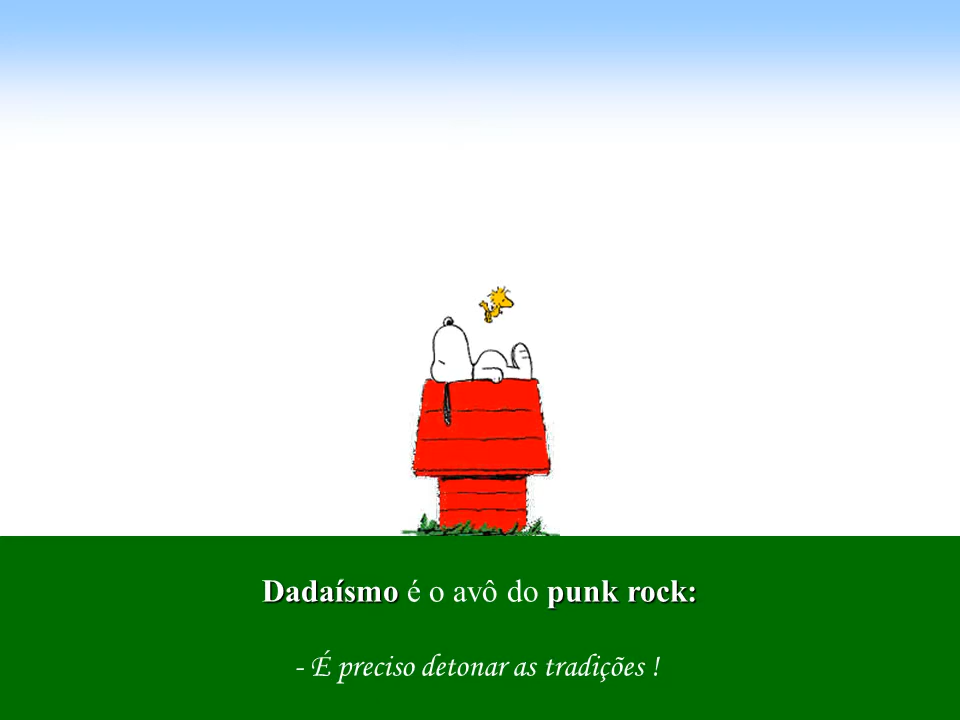 Dadaísmo é o avô do punk rock:
- É preciso detonar as tradições !